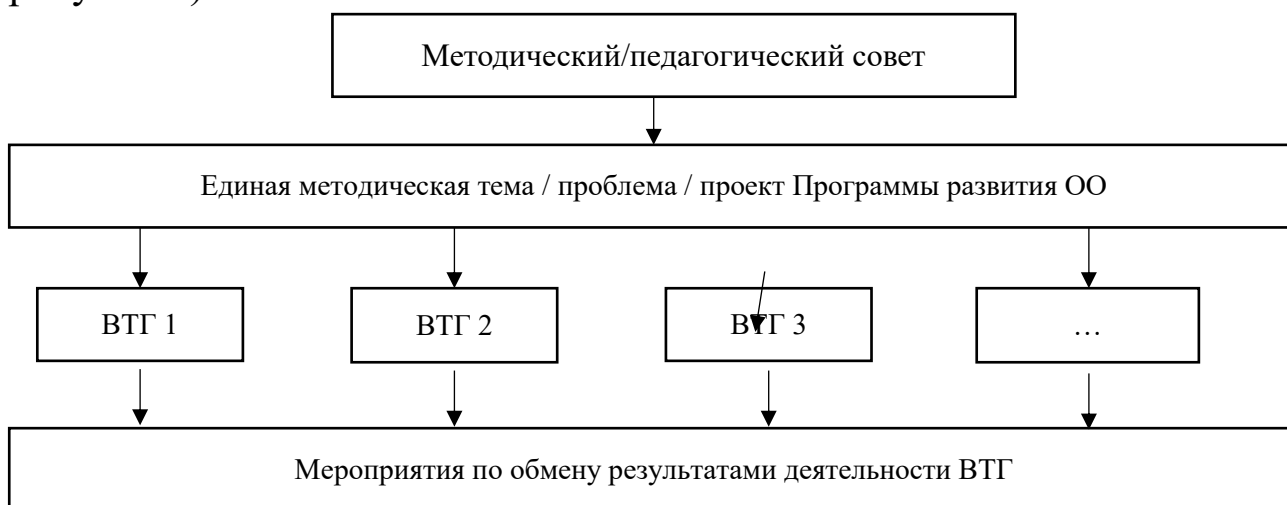 Методический/педагогический совет
Единая методическая тема / проблема / проект Программы развития ОО
ВТГ 1
ВТГ 2
ВТГ 3
…
Мероприятия по обмену результатами деятельности ВТГ